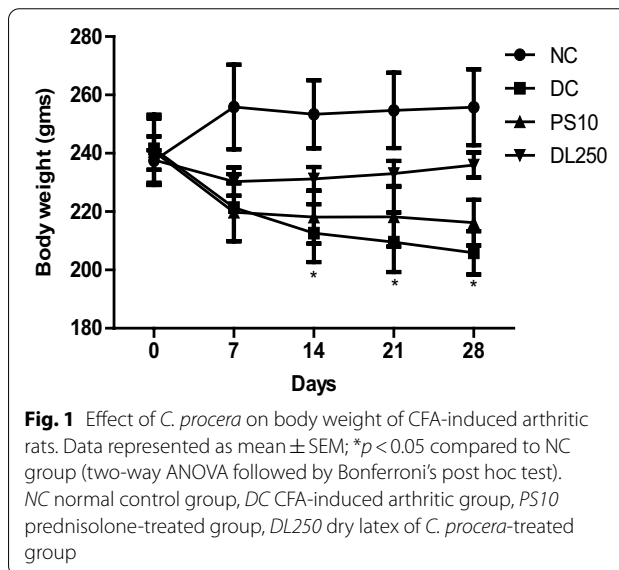 280
260
240
220
200
180
Body weight (gms)
0 7 14 21 28
Days
* * *
NC
DC
PS10
DL250
Fig. 1 Effect of C. procera on body weight of CFA-induced arthritic
rats. Data represented as mean ± SEM; *p < 0.05 compared to NC
group (two-way ANOVA followed by Bonferroni’s post hoc test).
NC normal control group, DC CFA-induced arthritic group, PS10
prednisolone-treated group, DL250 dry latex of C. procera-treated
group